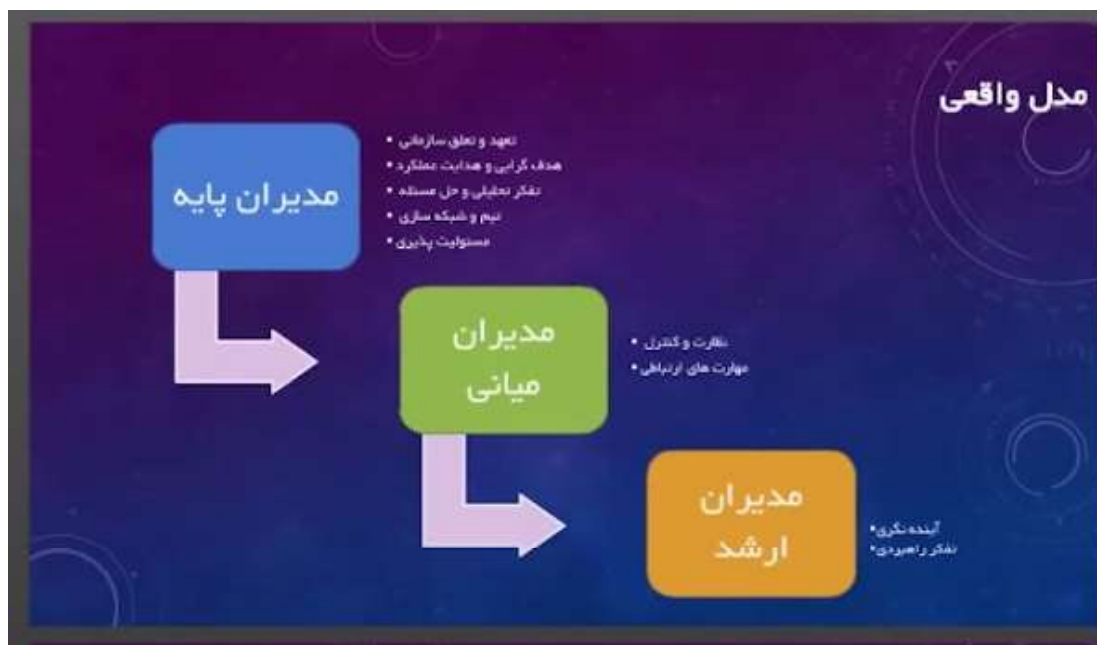 مدل واقعی
مدیران پایه
تعهد و تعلق سازمانی
هدف گرایی و هدایت عملکرد
تفکر تحلیلی و حل مسئله
تیم و شبکه سازی
مسئولیت پذیری
مدیران
میانی
نظارت و کنترل
مهارت های ارتباطی
مدیران
ارشد
آینده نگری
تفکر راهبردی